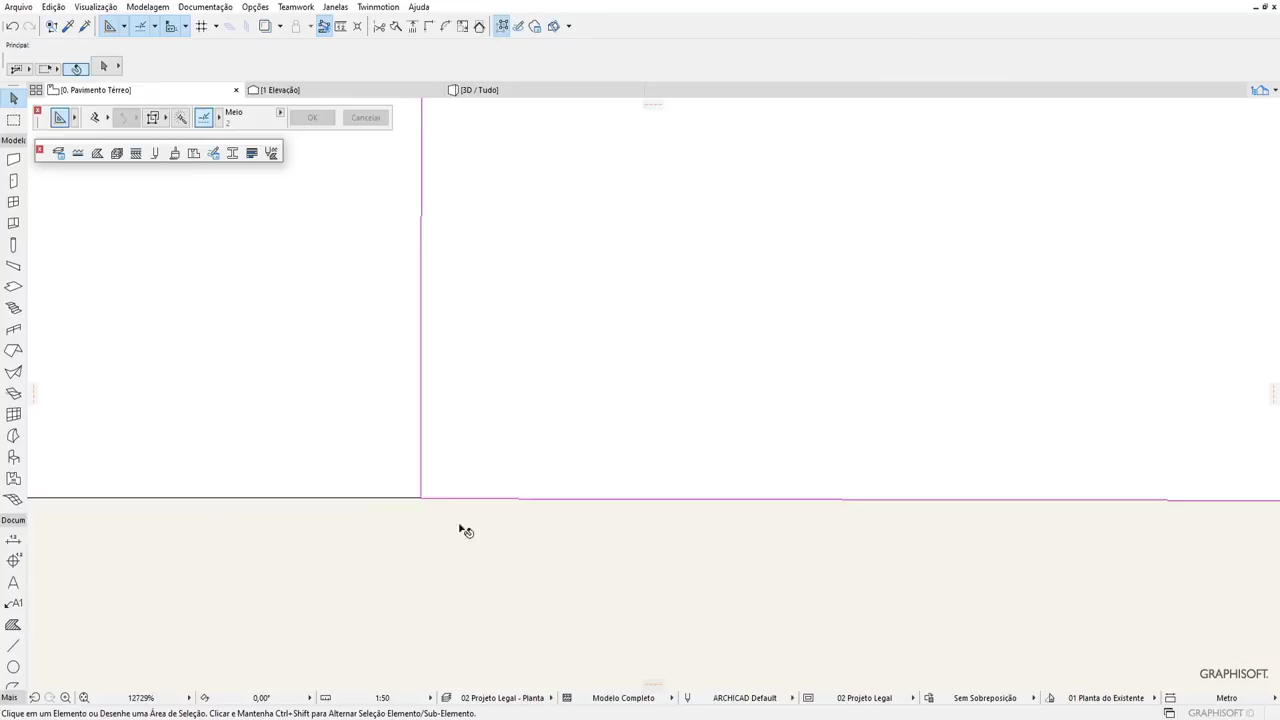 Arquivo Edição Visualização Modelagem Documentação Opções Teamwork Janelas Twinmotion Ajuda
Principal:
[0. Pavimento Térreo] [1 Elevação] [3D / Tudo]
Meio
2
OK Cancelar
Modela
Docum
A1
GRAPHISOFT.
Mais 12729% 0,00° 1:50 02 Projeto Legal - Planta Modelo Completo ARCHICAD Default 02 Projeto Legal Sem Sobreposição 01 Planta do Existente Metro
Clique em um Elemento ou Desenhe uma Área de Seleção. Clicar e Mantenha Ctrl+Shift para Alternar Seleção Elemento/Sub-Elemento. GRAPHISOFT ID